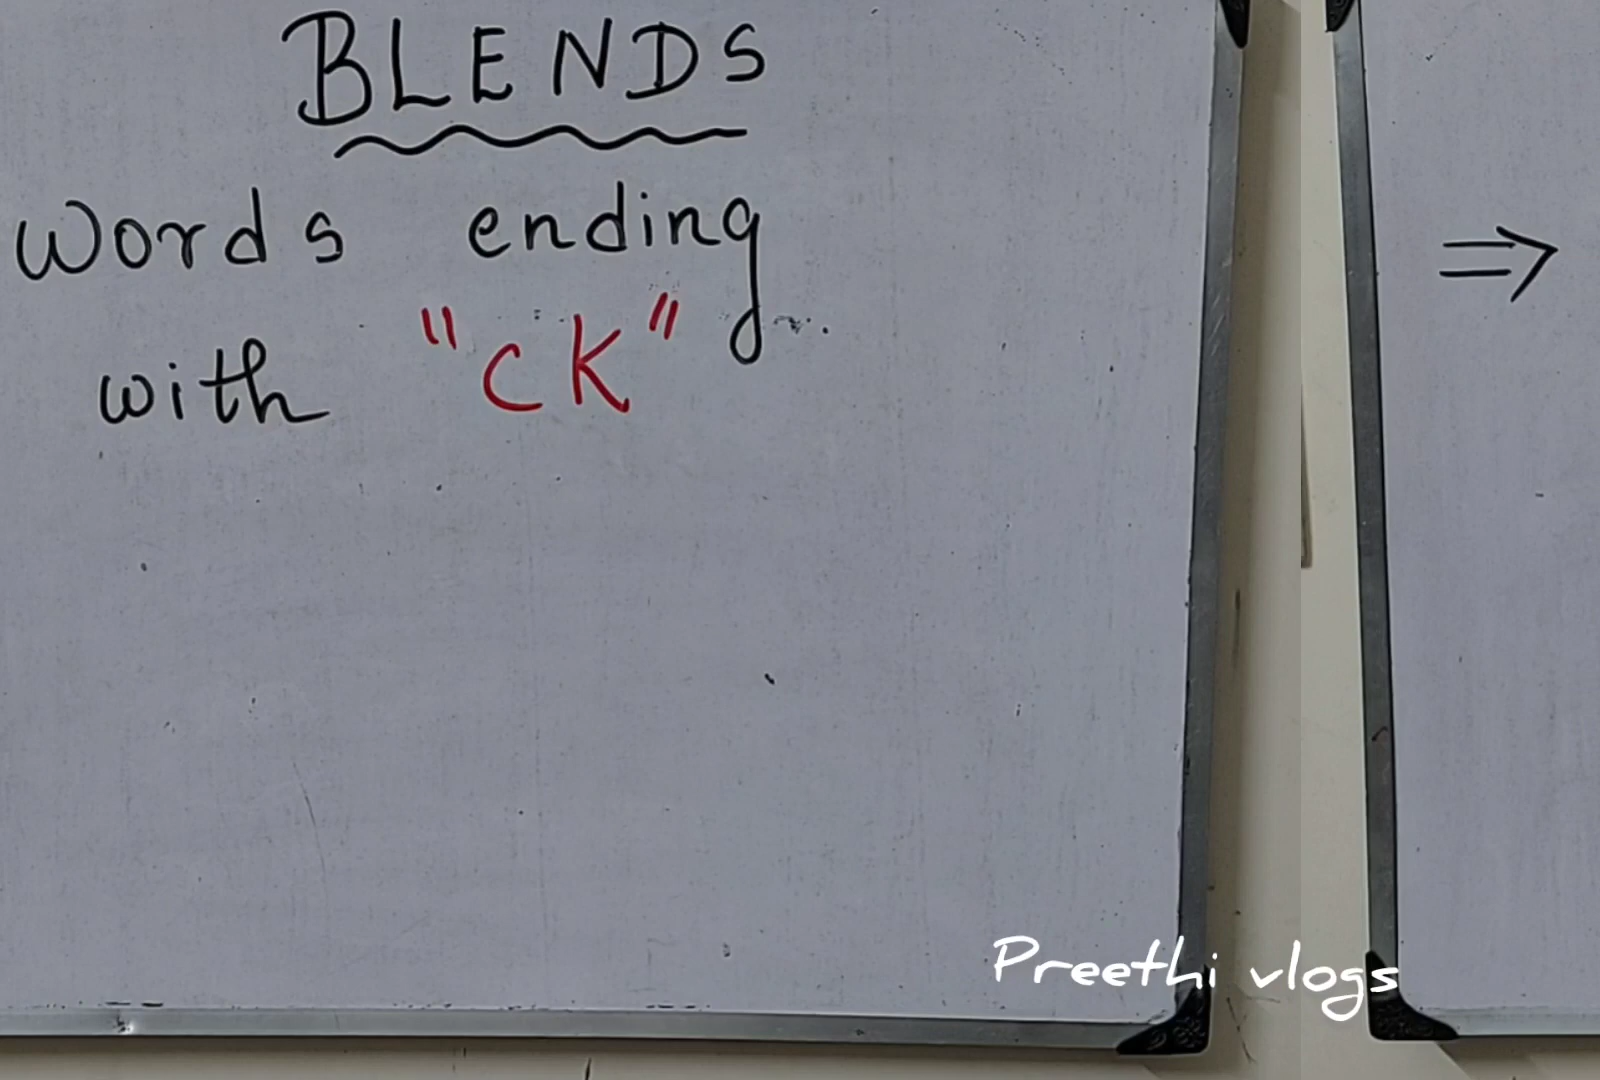 BLENDS
Words ending
with "CK"
⇒
Preethi vlogs